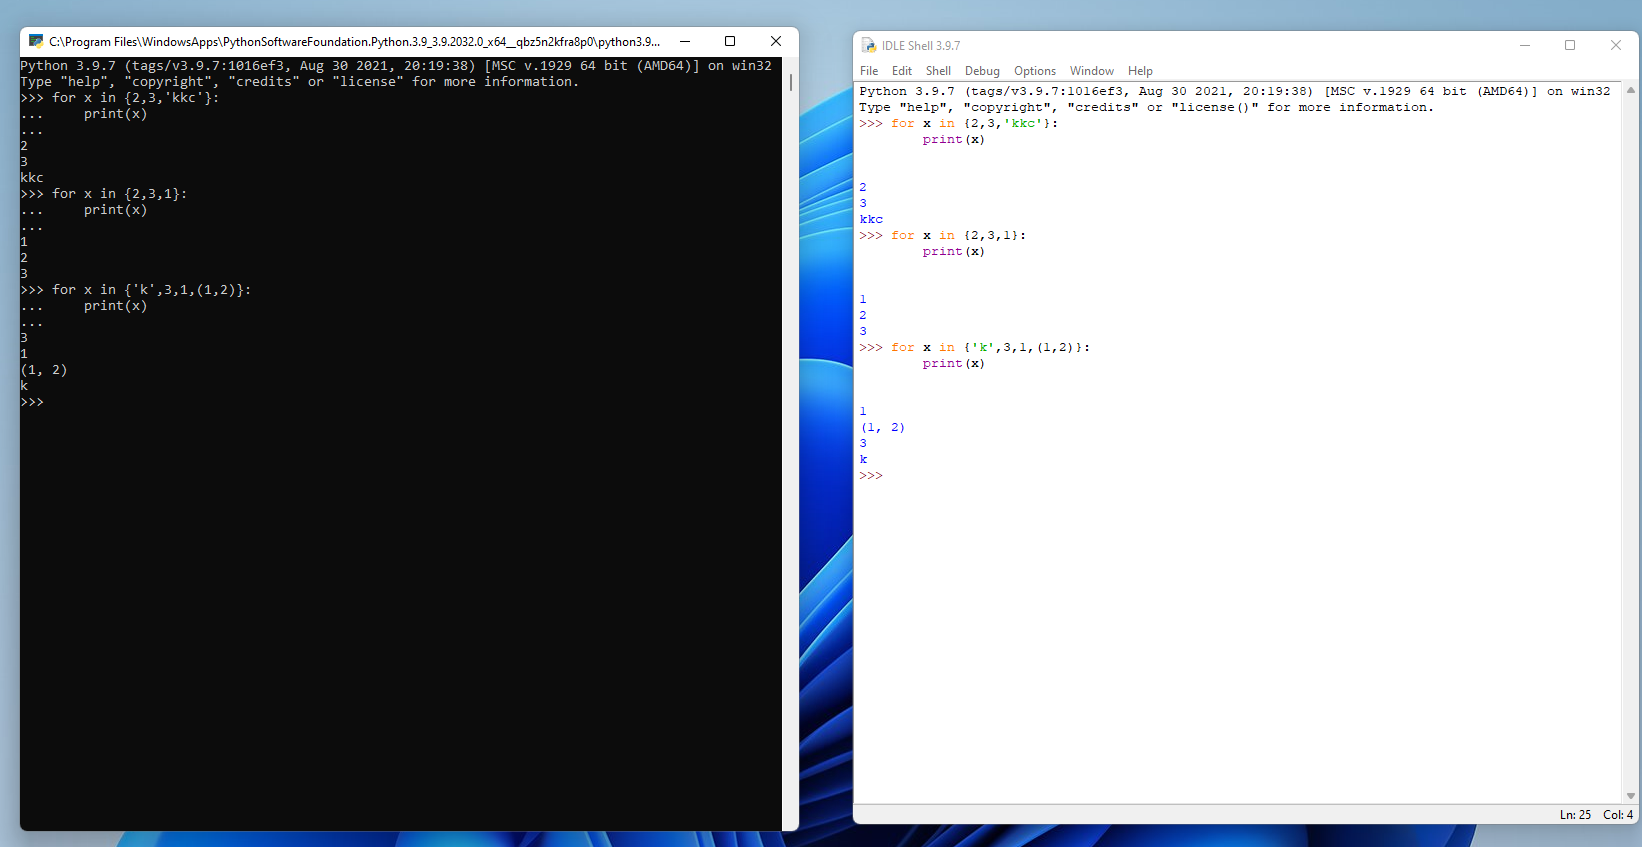 C:\Program Files\WindowsApps\PythonSoftwareFoundation.Python.3.9_3.9.2032.0_x64__qbz5n2kfra8p0\python3.9...
Python 3.9.7 (tags/v3.9.7:1016ef3, Aug 30 2021, 20:19:38) [MSC v.1929 64 bit (AMD64)] on win32
Type "help", "copyright", "credits" or "license" for more information.
>>> for x in {2,3,'kkc'}:
...     print(x)
...
2
3
kkc
>>> for x in {2,3,1}:
...     print(x)
...
1
2
3
>>> for x in {'k',3,1,(1,2)}:
...     print(x)
...
3
1
(1, 2)
k
>>>
IDLE Shell 3.9.7
File Edit Shell Debug Options Window Help
Python 3.9.7 (tags/v3.9.7:1016ef3, Aug 30 2021, 20:19:38) [MSC v.1929 64 bit (AMD64)] on win32
Type "help", "copyright", "credits" or "license()" for more information.
>>> for x in {2,3,'kkc'}:
        print(x)
2
3
kkc
>>> for x in {2,3,1}:
        print(x)
1
2
3
>>> for x in {'k',3,1,(1,2)}:
        print(x)
1
(1, 2)
3
k
>>>
Ln: 25 Col: 4